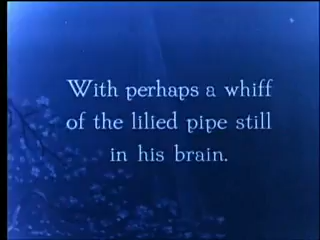 With perhaps a whiff
of the lilied pipe still
in his brain.